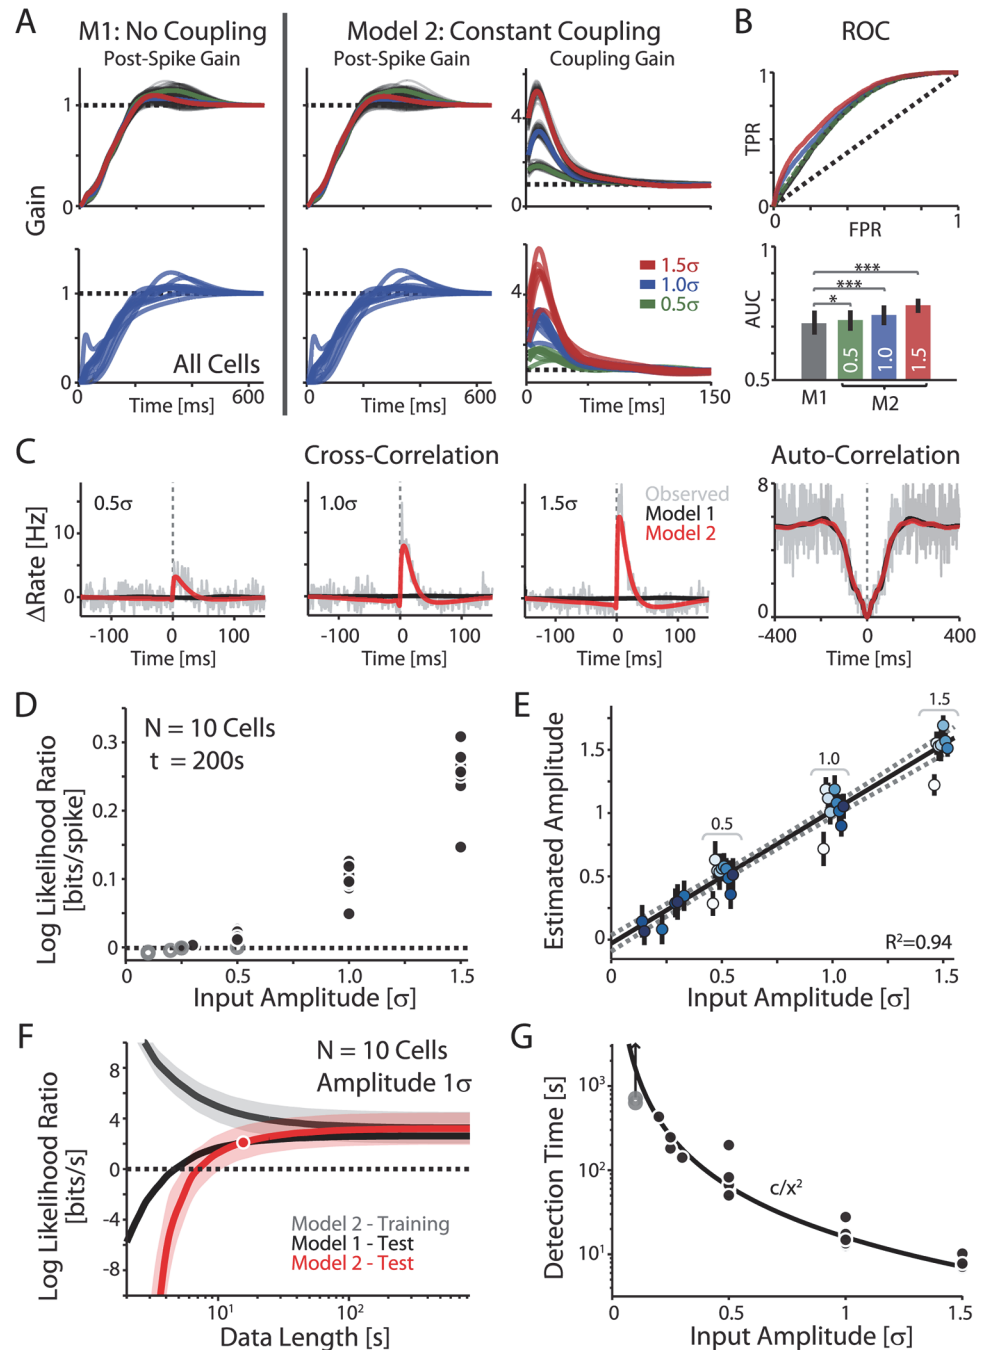 A
M1: No Coupling
Model 2: Constant Coupling
B
ROC
Post-Spike Gain
Post-Spike Gain
Coupling Gain
Gain
1
0
1
0
4
0
TPR
1
0
0
FPR
1
1
0
All Cells
0
Time [ms]
600
1
0
0
Time [ms]
600
4
1.5σ
1.0σ
0.5σ
0
Time [ms]
150
AUC
1
0.5
***
***
*
0.5
1.0
1.5
M1
M2
C
Cross-Correlation
Auto-Correlation
ΔRate [Hz]
10
0
0.5σ
-100
0
100
Time [ms]
1.0σ
-100
0
100
Time [ms]
1.5σ
Observed
Model 1
Model 2
-100
0
100
Time [ms]
8
0
-400
0
400
Time [ms]
D
N = 10 Cells
t = 200s
Log Likelihood Ratio
[bits/spike]
0.3
0.1
0
0
0.5
1.0
1.5
Input Amplitude [σ]
E
Estimated Amplitude
1.5
1
0.5
0
0.5
1.0
1.5
R²=0.94
0
0.5
1.0
1.5
Input Amplitude [σ]
F
N = 10 Cells
Amplitude 1σ
Log Likelihood Ratio
[bits/s]
8
4
0
-4
-8
Model 2 - Training
Model 1 - Test
Model 2 - Test
10¹
10²
Data Length [s]
G
Detection Time [s]
10³
10²
10¹
c/x²
0
0.5
1
1.5
Input Amplitude [σ]